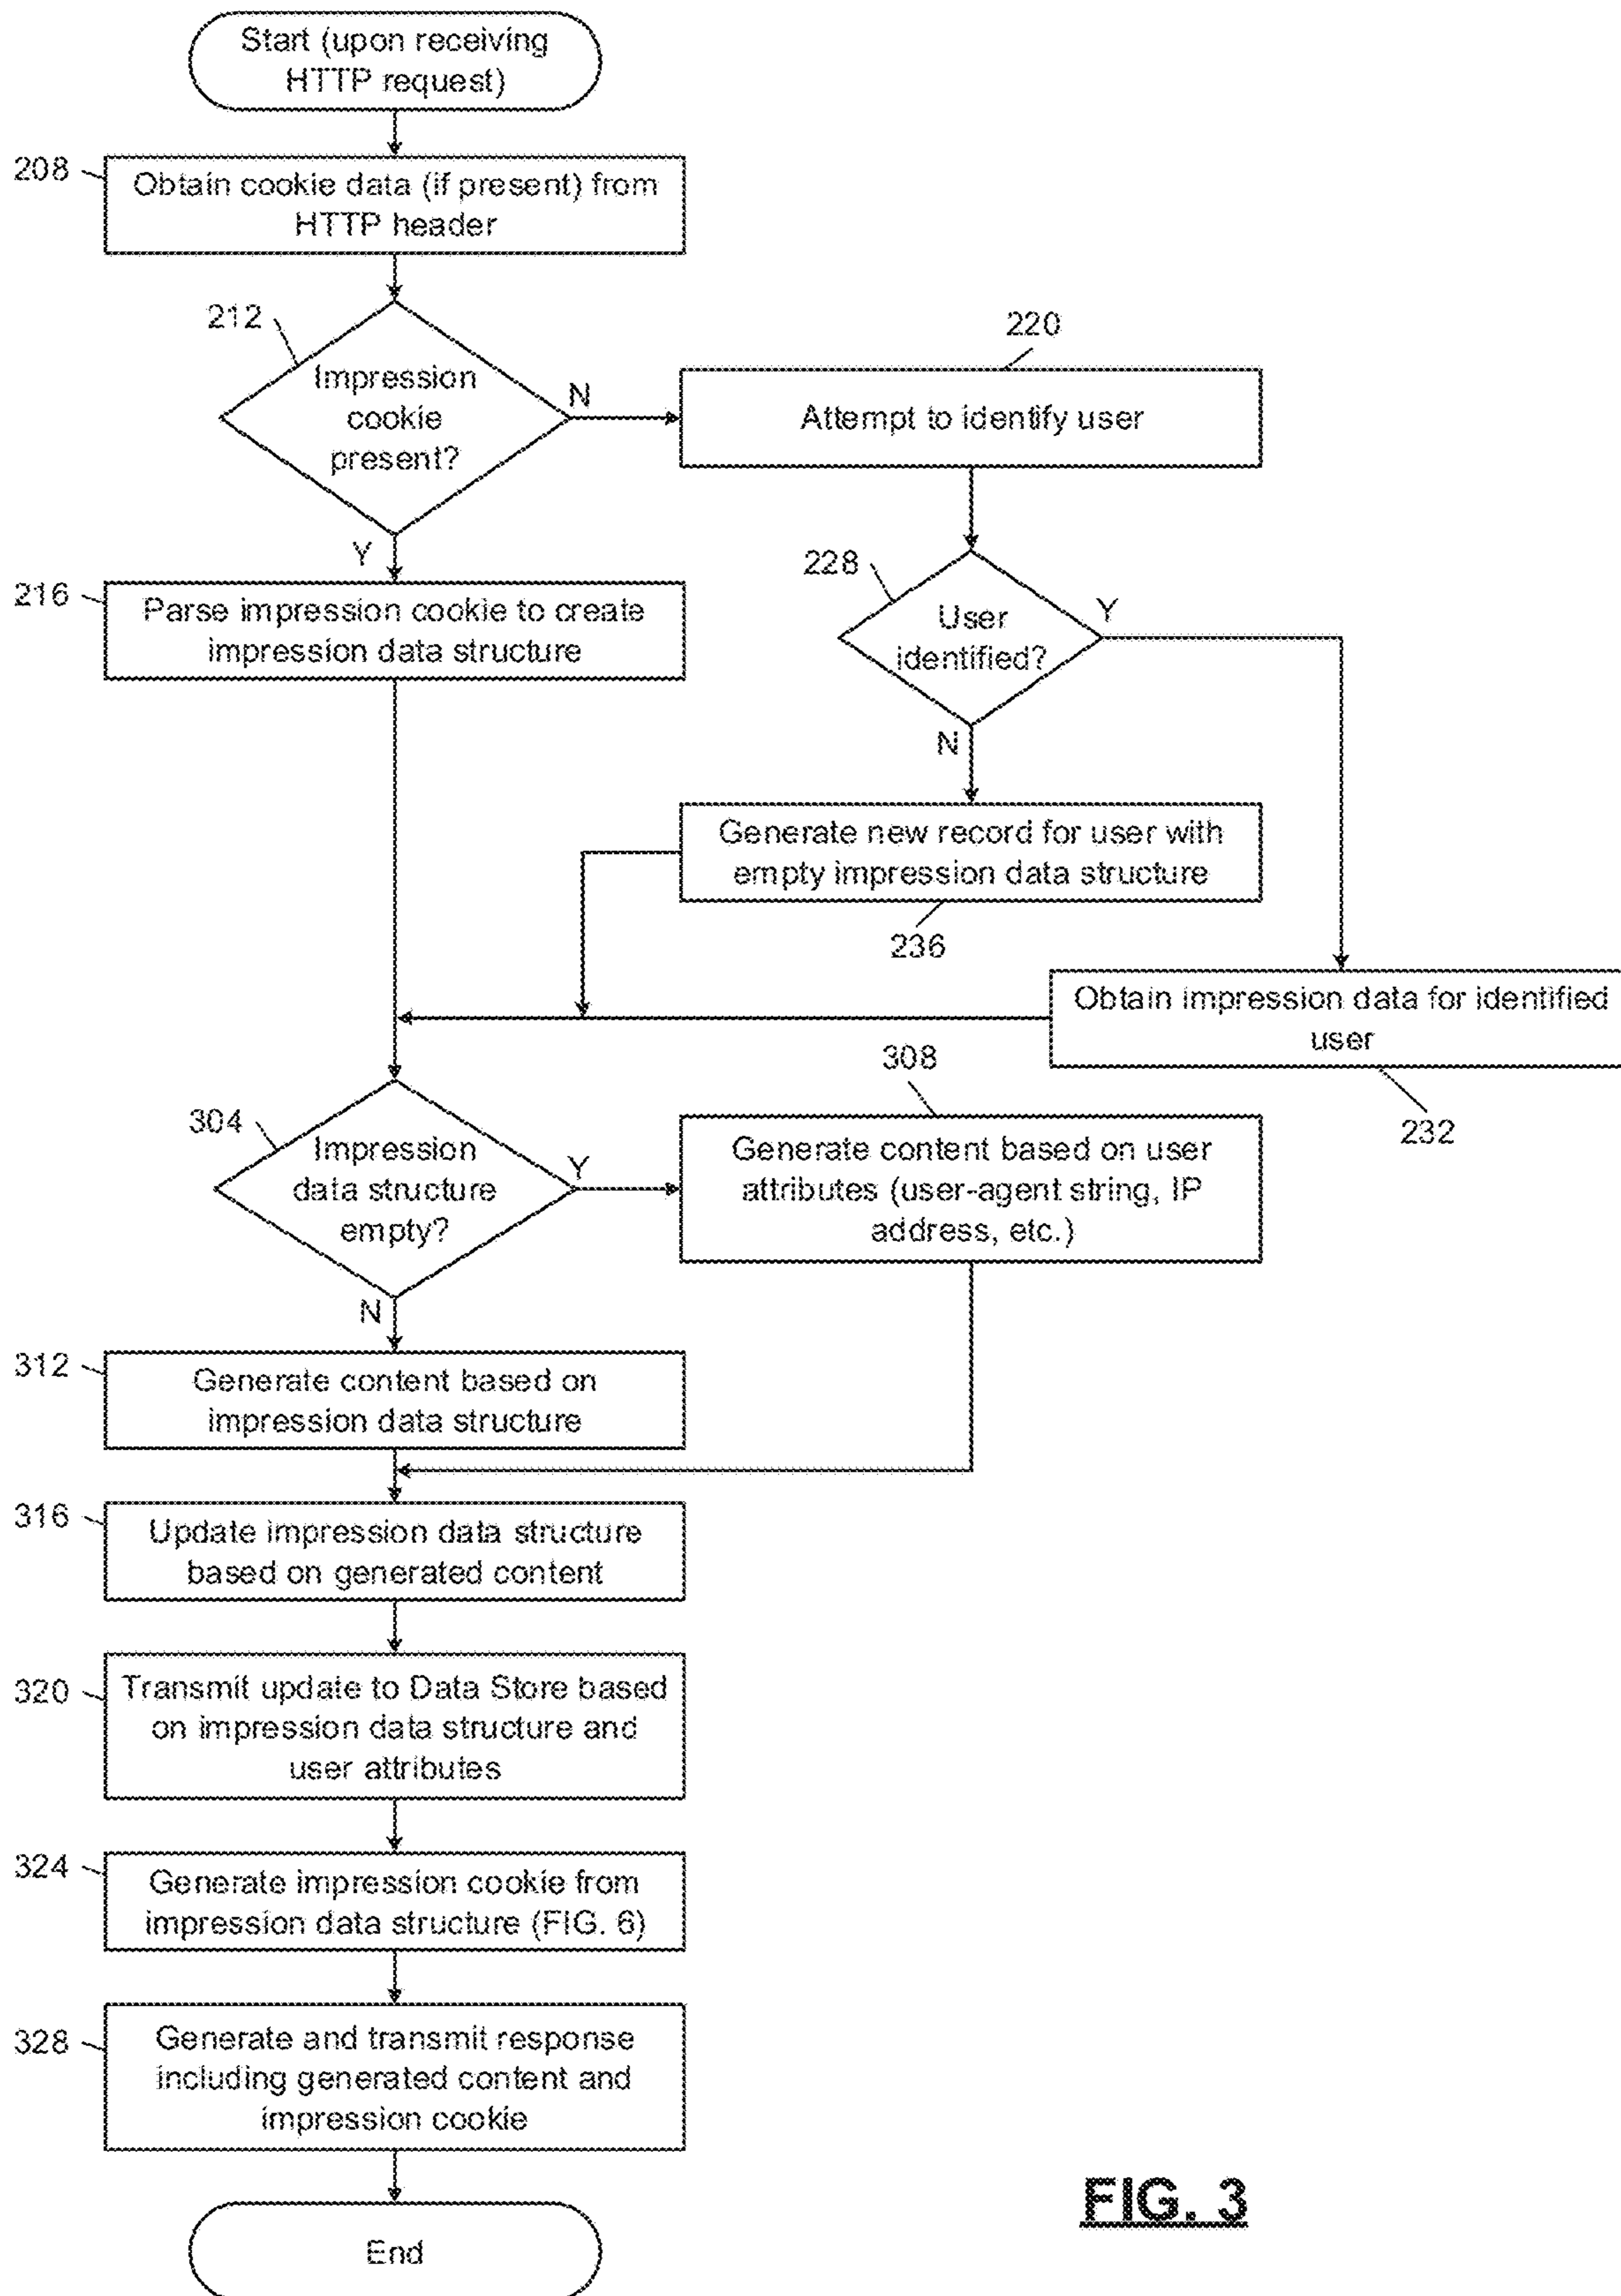 Start (upon receiving
HTTP request)
208
Obtain cookie data (if present) from
HTTP header
212
Impression
cookie
present?
N
Y
220
Attempt to identify user
216
Parse impression cookie to create
impression data structure
228
User
identified?
Y
N
Generate new record for user with
empty impression data structure
236
Obtain impression data for identified
user
232
304
Impression
data structure
empty?
Y
N
308
Generate content based on user
attributes (user-agent string, IP
address, etc.)
312
Generate content based on
impression data structure
316
Update impression data structure
based on generated content
320
Transmit update to Data Store based
on impression data structure and
user attributes
324
Generate impression cookie from
impression data structure (FIG. 6)
328
Generate and transmit response
including generated content and
impression cookie
End
FIG. 3